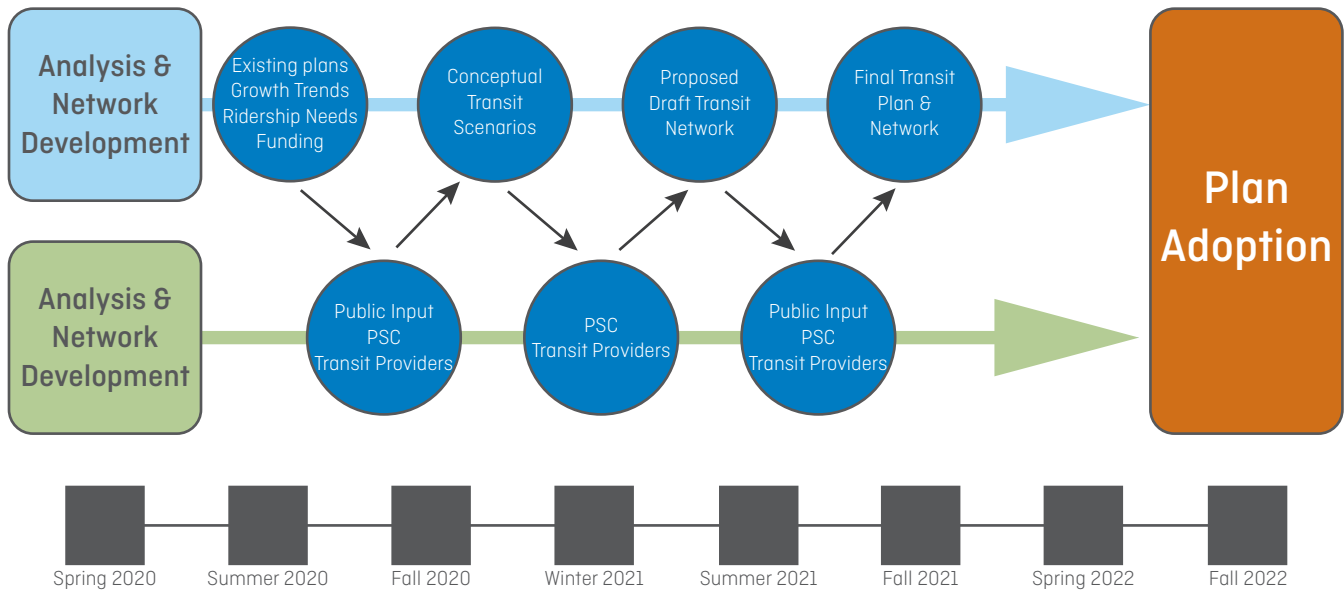 Analysis &
Network
Development
Existing plans
Growth Trends
Ridership Needs
Funding
Conceptual
Transit
Scenarios
Proposed
Draft Transit
Network
Final Transit
Plan &
Network
Plan
Adoption
Analysis &
Network
Development
Public Input
PSC
Transit Providers
PSC
Transit Providers
Public Input
PSC
Transit Providers
Spring 2020
Summer 2020
Fall 2020
Winter 2021
Summer 2021
Fall 2021
Spring 2022
Fall 2022